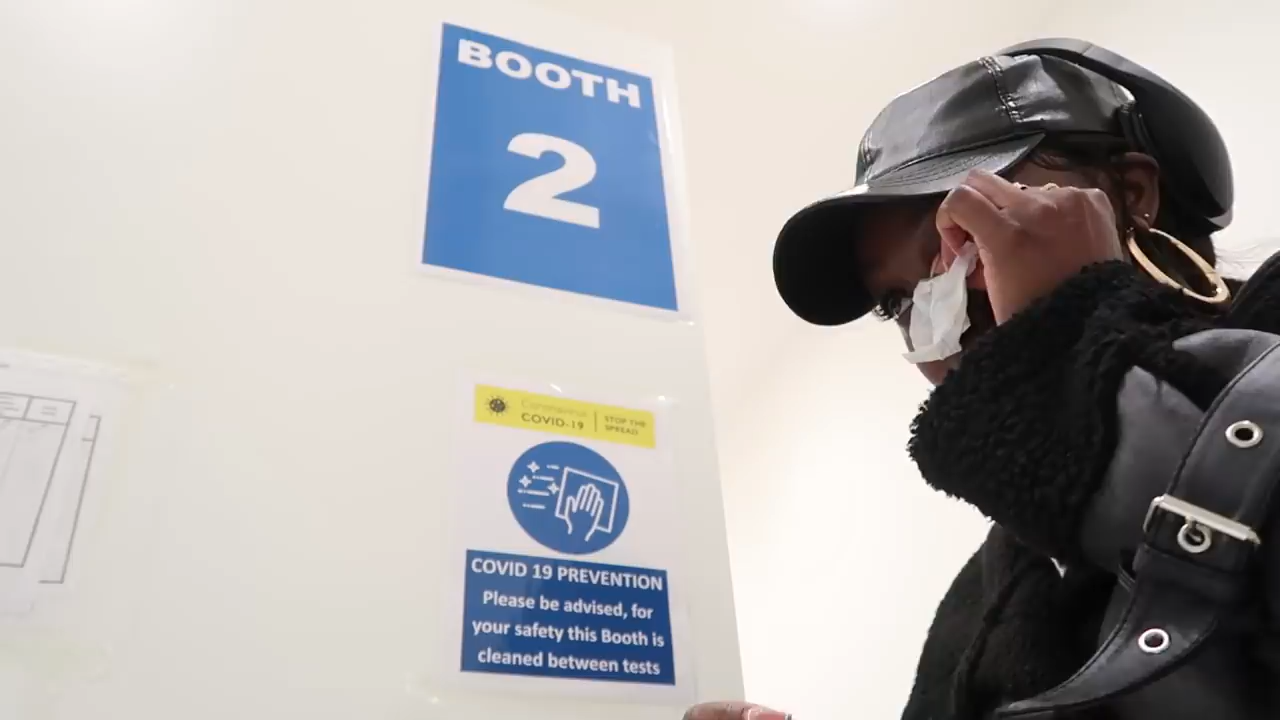 BOOTH
2
Coronavirus
COVID-19
STOP THE
SPREAD
COVID 19 PREVENTION
Please be advised, for
your safety this Booth is
cleaned between tests